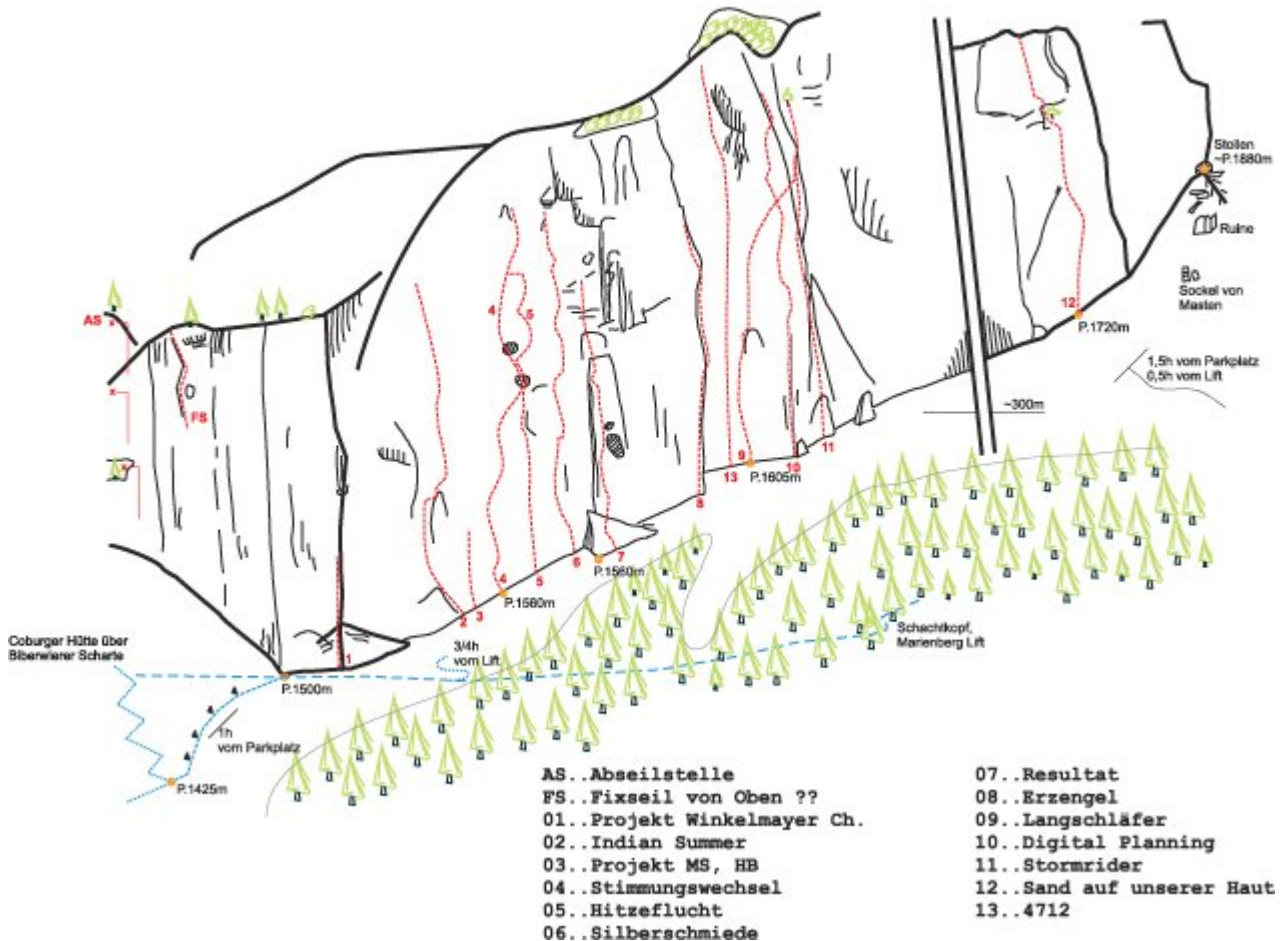 Stollen
~P.1880m
Ruine
Sockel von
Masten
AS
x
4
5
12
P.1720m
x
FS
1,5h vom Parkplatz
0,5h vom Lift
~300m
x
11
9
13
P.1605m
10
8
7
6
P.1560m
5
4
P.1560m
3
2
Schachtkopf,
Marienberg Lift
Coburger Hütte über
Biberwierer Scharte
3/4h
vom Lift
1
P.1500m
1h
vom Parkplatz
P.1425m
AS..Abseilstelle
FS..Fixseil von Oben ??
01..Projekt Winkelmayer Ch.
02..Indian Summer
03..Projekt MS, HB
04..Stimmungswechsel
05..Hitzeflucht
06..Silberschmiede
07..Resultat
08..Erzengel
09..Langschläfer
10..Digital Planning
11..Stormrider
12..Sand auf unserer Haut
13..4712